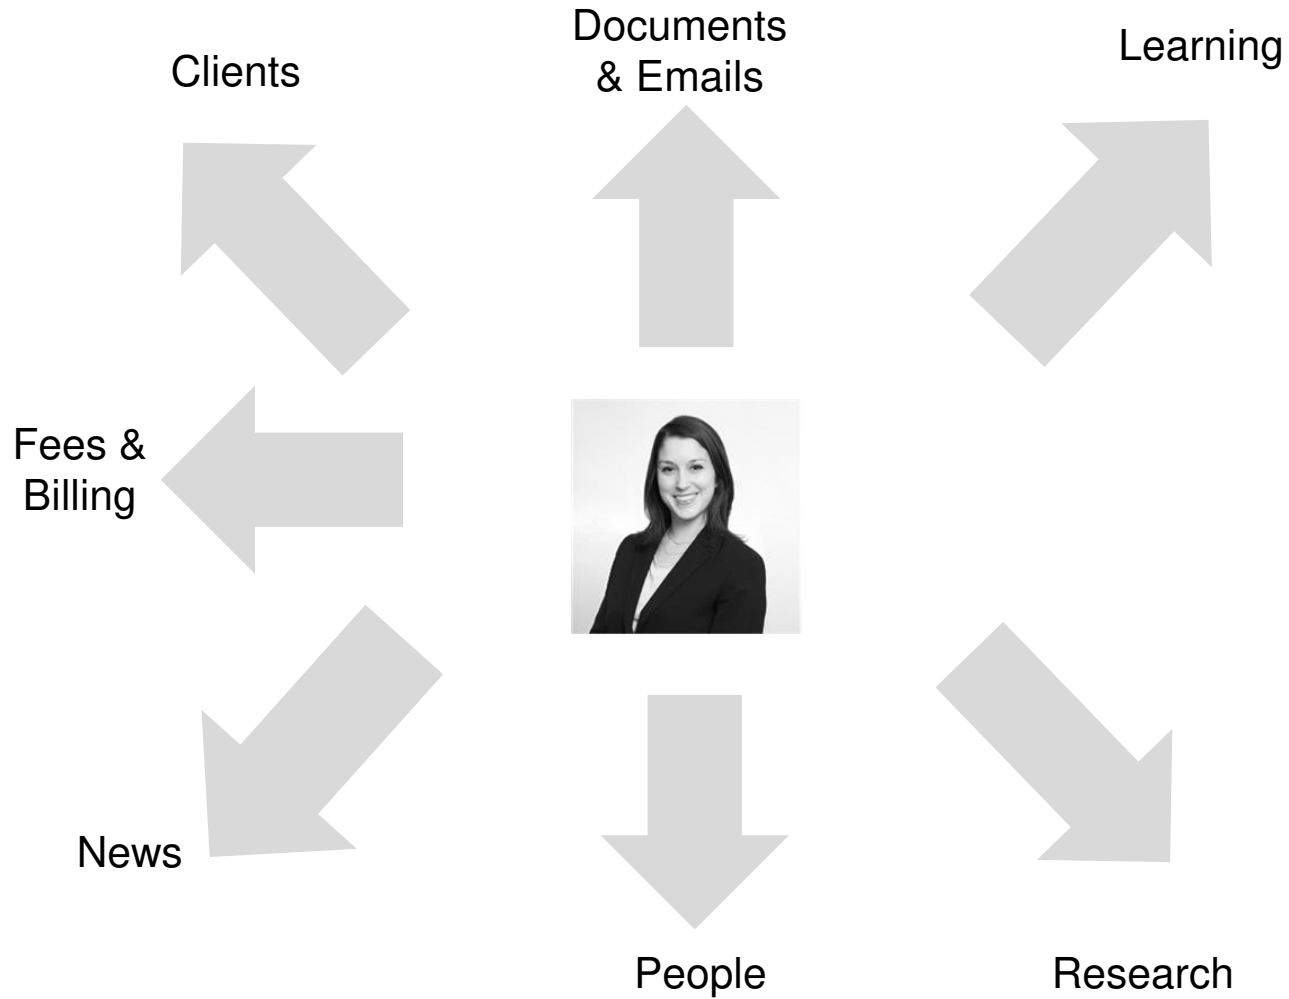 Clients
Documents
& Emails
Learning
Fees &
Billing
News
People
Research